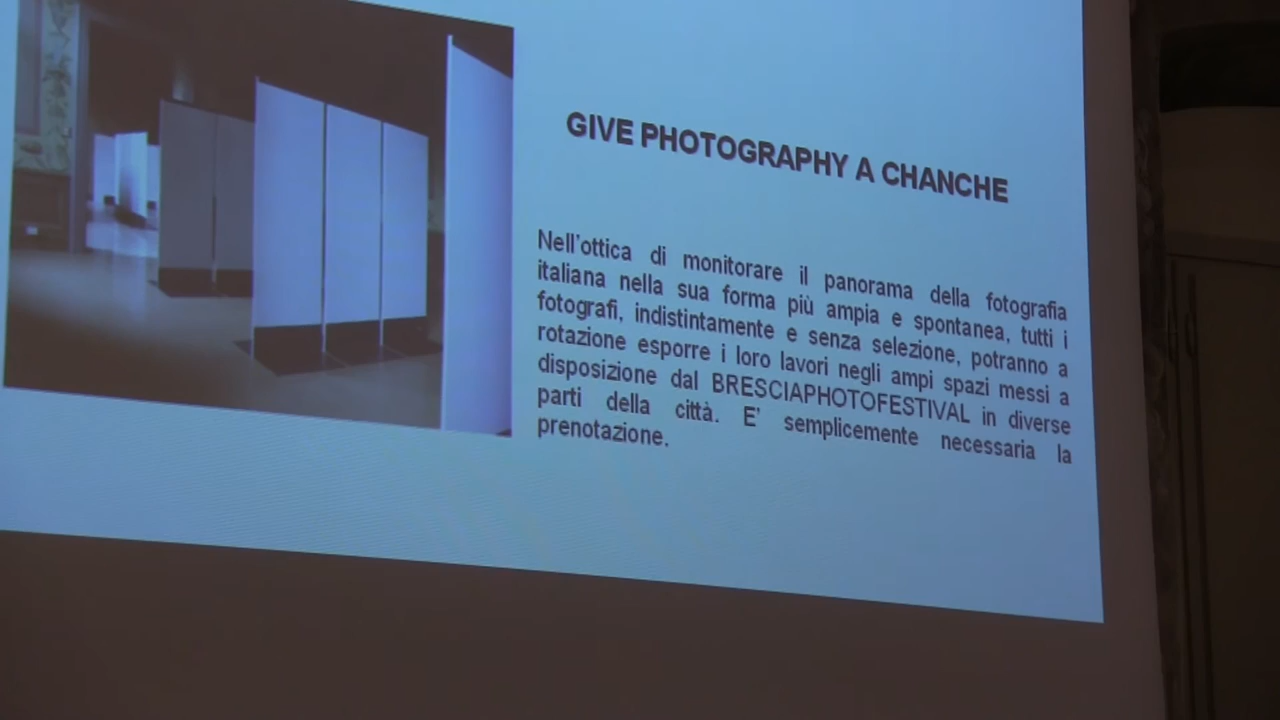 GIVE PHOTOGRAPHY A CHANCHE
Nell'ottica di monitorare il panorama della fotografia
italiana nella sua forma più ampia e spontanea, tutti i
fotografi, indistintamente e senza selezione, potranno a
rotazione esporre i loro lavori negli ampi spazi messi a
disposizione dal BRESCIAPHOTOFESTIVAL in diverse
parti della città. E' semplicemente necessaria la
prenotazione.